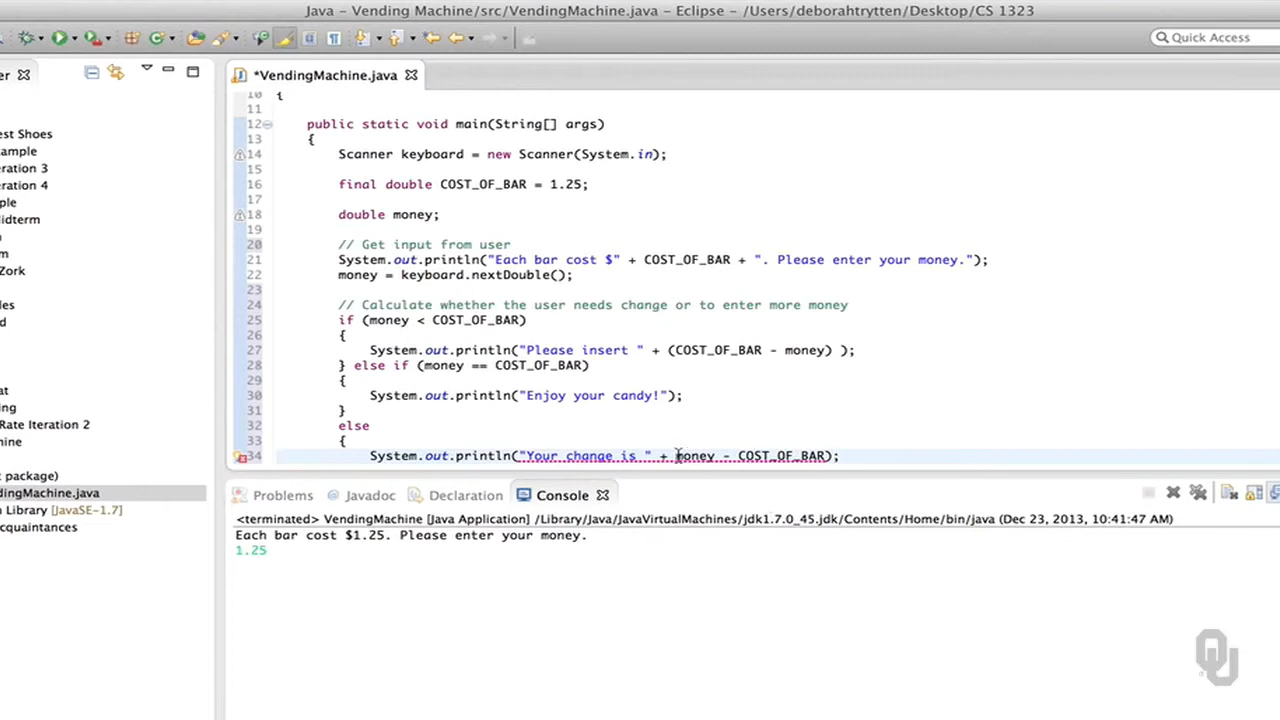 Java - Vending Machine/src/VendingMachine.java - Eclipse - /Users/deborahtrytten/Desktop/CS 1323
Quick Access
er
*VendingMachine.java
est Shoes
ample
eration 3
eration 4
ple
idterm
m
Zork
les
d
at
ing
Rate Iteration 2
hine
package)
ndingMachine.java
n Library [JavaSE-1.7]
cquaintances
10 {
11
12 public static void main(String[] args)
13 {
14 Scanner keyboard = new Scanner(System.in);
15
16 final double COST_OF_BAR = 1.25;
17
18 double money;
19
20 // Get input from user
21 System.out.println("Each bar cost $" + COST_OF_BAR + ". Please enter your money.");
22 money = keyboard.nextDouble();
23
24 // Calculate whether the user needs change or to enter more money
25 if (money < COST_OF_BAR)
26 {
27 System.out.println("Please insert " + (COST_OF_BAR - money) );
28 } else if (money == COST_OF_BAR)
29 {
30 System.out.println("Enjoy your candy!");
31 }
32 else
33 {
34 System.out.println("Your change is " + money - COST_OF_BAR);
Problems Javadoc Declaration Console
<terminated> VendingMachine [Java Application] /Library/Java/JavaVirtualMachines/jdk1.7.0_45.jdk/Contents/Home/bin/java (Dec 23, 2013, 10:41:47 AM)
Each bar cost $1.25. Please enter your money.
1.25
OU